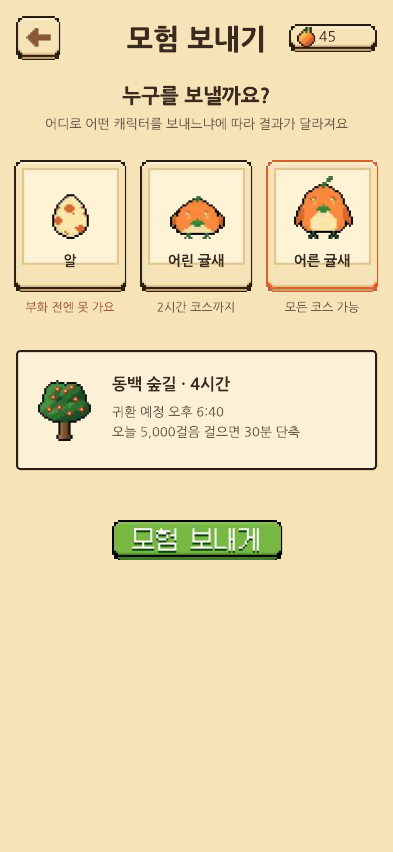 모험 보내기
45
누구를 보낼까요?
어디로 어떤 캐릭터를 보내느냐에 따라 결과가 달라져요
알
어린 귤새
어른 귤새
부화 전엔 못 가요
2시간 코스까지
모든 코스 가능
동백 숲길 · 4시간
귀환 예정 오후 6:40
오늘 5,000걸음 걸으면 30분 단축
모험 보내게